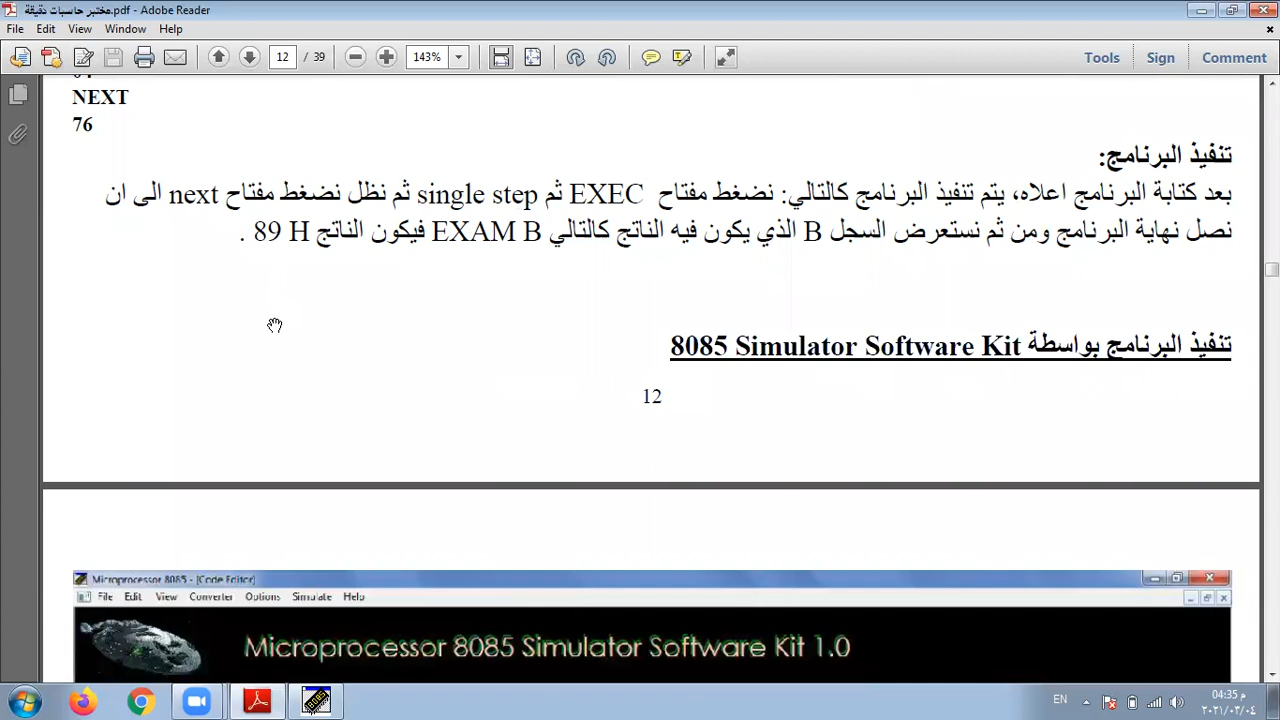 مختبر حاسبات دقيقة.pdf - Adobe Reader
File Edit View Window Help
12 / 39 143% Tools Sign Comment
NEXT
76
تنفيذ البرنامج:
بعد كتابة البرنامج اعلاه، يتم تنفيذ البرنامج كالتالي: نضغط مفتاح EXEC ثم single step ثم نظل نضغط مفتاح next الى ان
نصل نهاية البرنامج ومن ثم نستعرض السجل B الذي يكون فيه الناتج كالتالي EXAM B فيكون الناتج 89 H .
تنفيذ البرنامج بواسطة 8085 Simulator Software Kit
12
Microprocessor 8085 - [Code Editor]
File Edit View Converter Options Simulate Help
Microprocessor 8085 Simulator Software Kit 1.0
EN
04:35 م
٢٠٢١/٠٣/٠٤